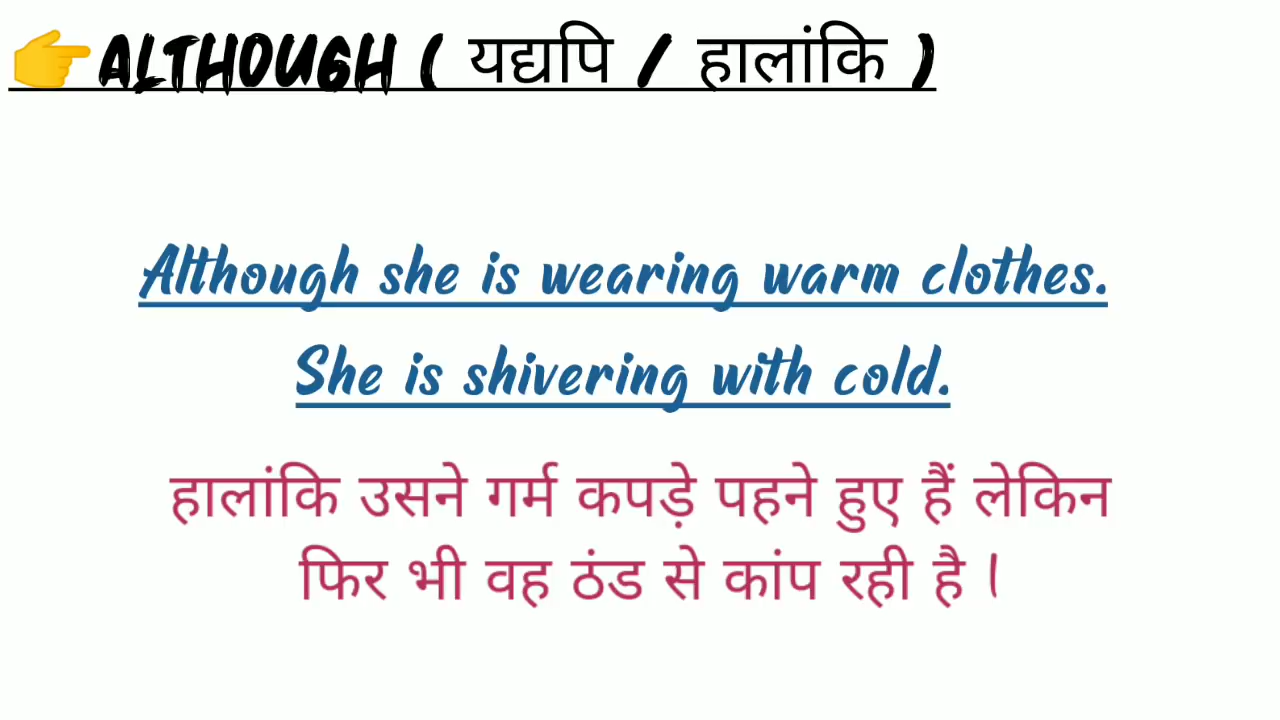 👉ALTHOUGH ( यद्यपि / हालांकि )
Although she is wearing warm clothes.
She is shivering with cold.
हालांकि उसने गर्म कपड़े पहने हुए हैं लेकिन
फिर भी वह ठंड से कांप रही है ।